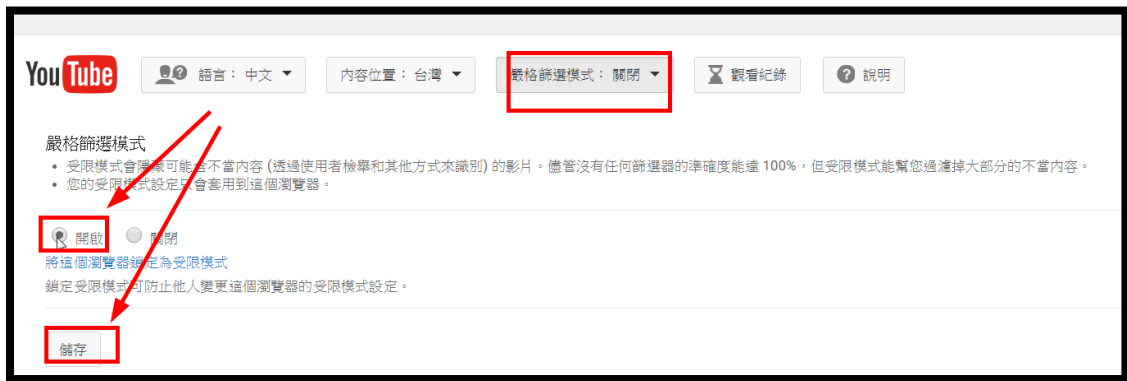 YouTube
語言：中文
內容位置：台灣
嚴格篩選模式：關閉
觀看紀錄
說明
嚴格篩選模式
受限模式會隱藏可能含不當內容 (透過使用者檢舉和其他方式來識別) 的影片。儘管沒有任何篩選器的準確度能達 100%，但受限模式能幫您過濾掉大部分的不當內容。
您的受限模式設定只會套用到這個瀏覽器。
開啟 關閉
將這個瀏覽器鎖定為受限模式
鎖定受限模式可防止他人變更這個瀏覽器的受限模式設定。
儲存